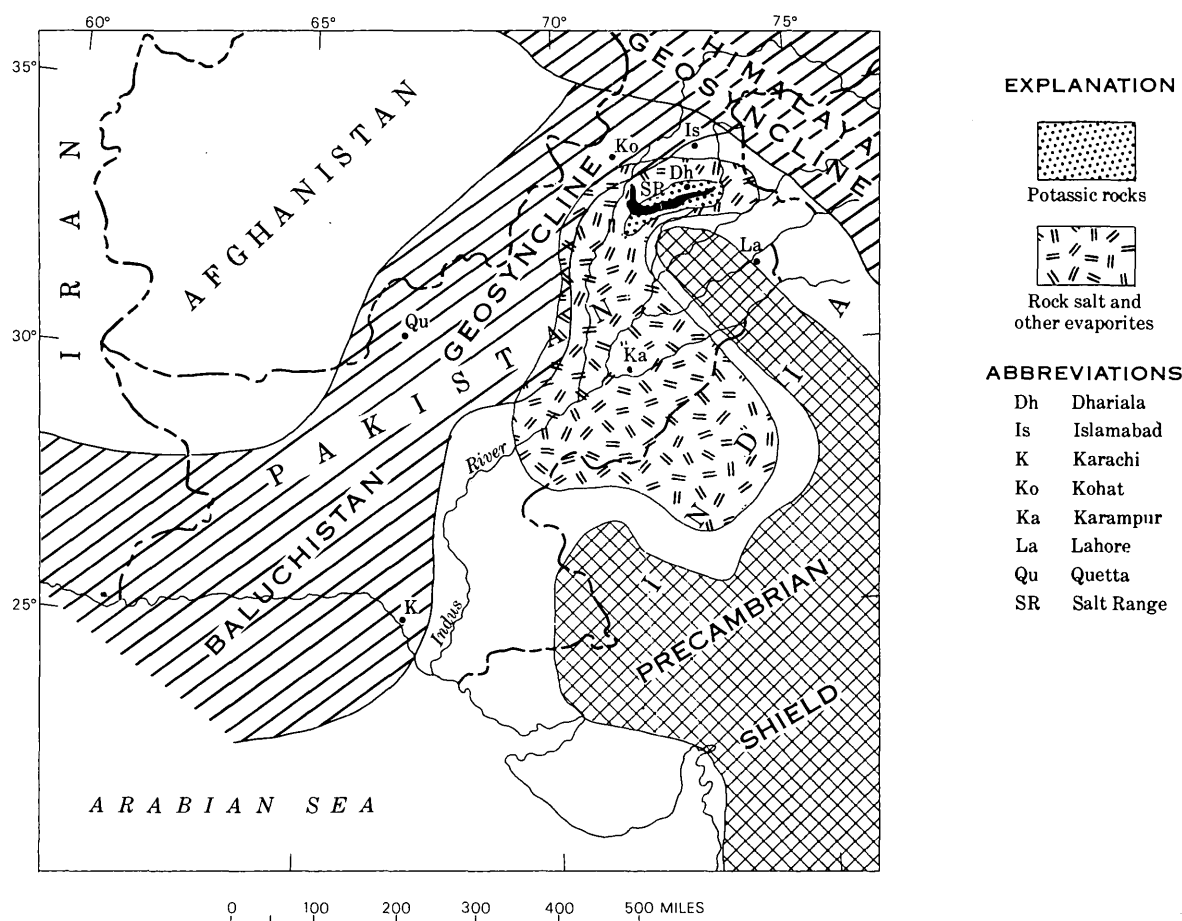 60° 65° 70° 75°
35°
30°
25°
HIMALAYA
GEOSYNCLINE
IRAN
AFGHANISTAN
Is
Ko
Dh
SR
La
Qu
Ka
BALUCHISTAN GEOSYNCLINE
PAKISTAN
INDIA
River
Indus
K
PRECAMBRIAN
SHIELD
ARABIAN SEA
0 100 200 300 400 500 MILES
EXPLANATION
Potassic rocks
Rock salt and
other evaporites
ABBREVIATIONS
Dh Dhariala
Is Islamabad
K Karachi
Ko Kohat
Ka Karampur
La Lahore
Qu Quetta
SR Salt Range